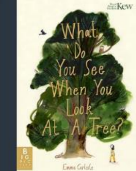 Kew
What
Do
You See
When You
Look
At A Tree?
Emma Carlisle